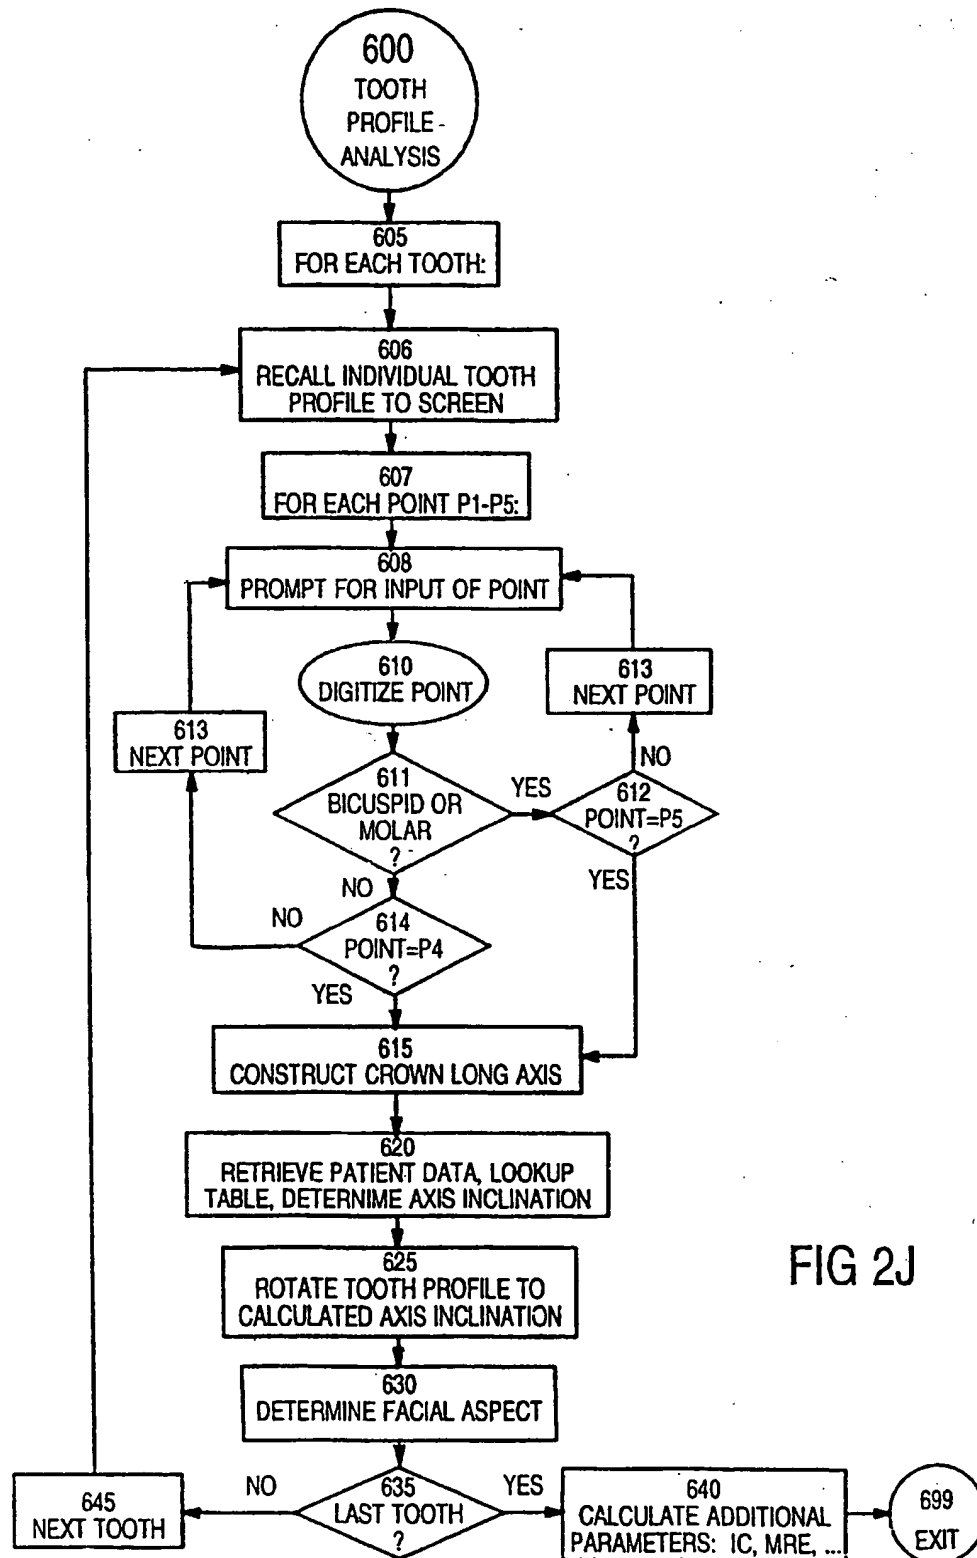 600
TOOTH
PROFILE
ANALYSIS
605
FOR EACH TOOTH:
606
RECALL INDIVIDUAL TOOTH
PROFILE TO SCREEN
607
FOR EACH POINT P1-P5:
608
PROMPT FOR INPUT OF POINT
610
DIGITIZE POINT
613
NEXT POINT
613
NEXT POINT
611
BICUSPID OR
MOLAR
?
YES
NO
612
POINT=P5
?
NO
YES
614
POINT=P4
?
NO
YES
615
CONSTRUCT CROWN LONG AXIS
620
RETRIEVE PATIENT DATA, LOOKUP
TABLE, DETERNIME AXIS INCLINATION
625
ROTATE TOOTH PROFILE TO
CALCULATED AXIS INCLINATION
FIG 2J
630
DETERMINE FACIAL ASPECT
635
LAST TOOTH
?
NO
YES
645
NEXT TOOTH
640
CALCULATE ADDITIONAL
PARAMETERS: IC, MRE, ...
699
EXIT